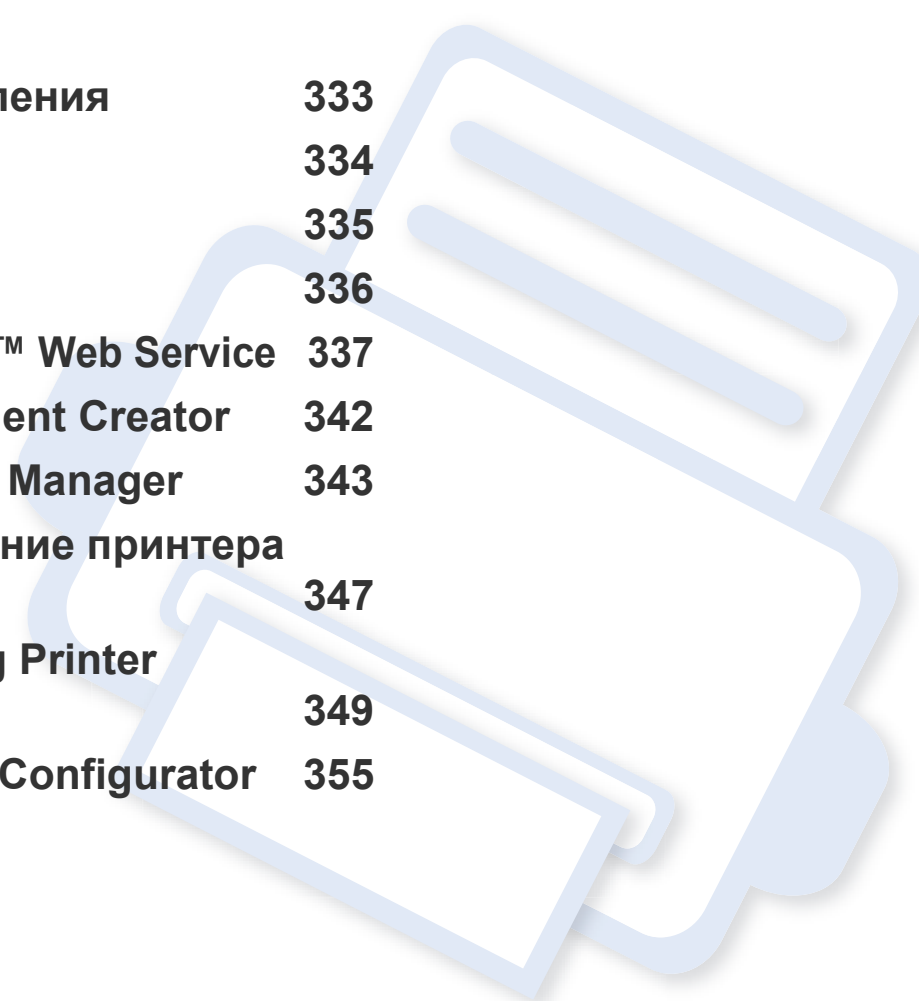 ления 333
334
335
336
™ Web Service 337
ent Creator 342
Manager 343
ние принтера
347
g Printer
349
Configurator 355